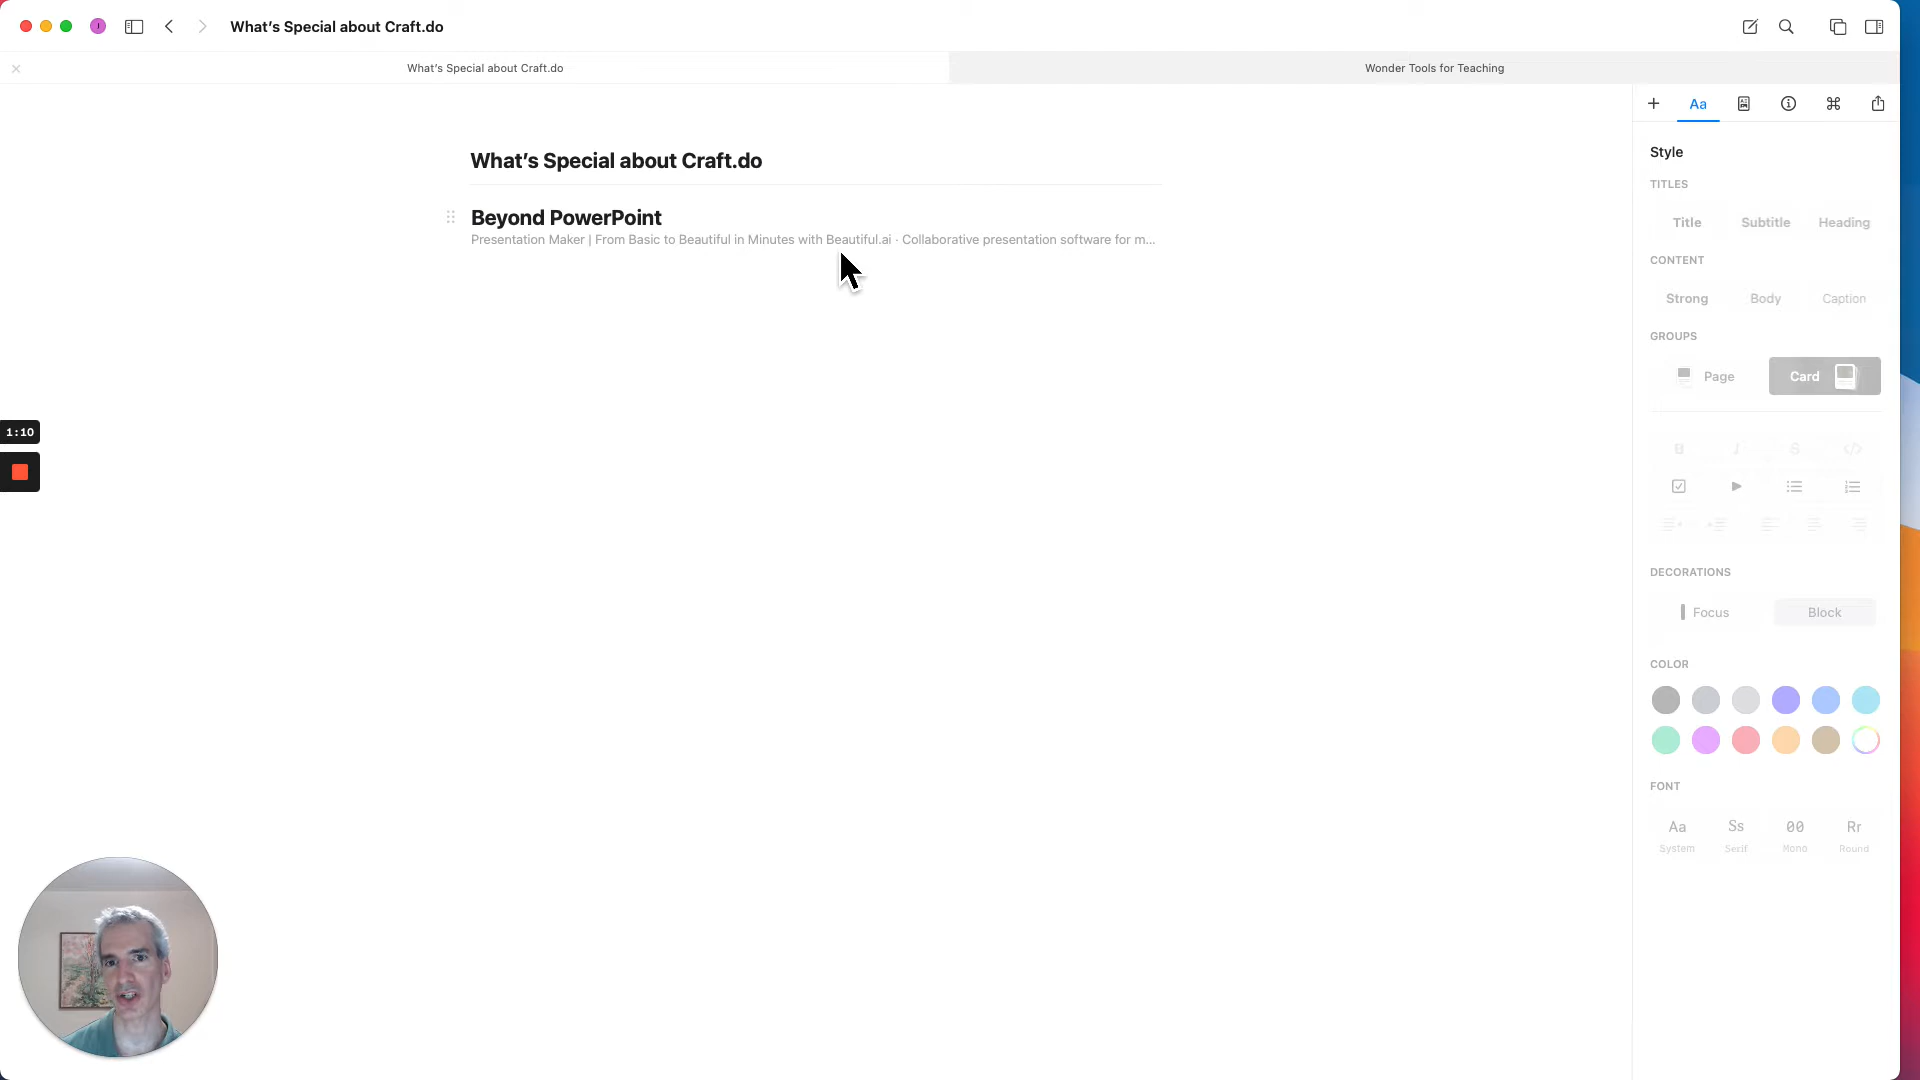 What's Special about Craft.do
What's Special about Craft.do
Wonder Tools for Teaching
Aa
What's Special about Craft.do
Style
TITLES
Beyond PowerPoint
Title Subtitle Heading
Presentation Maker | From Basic to Beautiful in Minutes with Beautiful.ai · Collaborative presentation software for m...
CONTENT
Strong Body Caption
GROUPS
Page Card
1:10
B I S </>
DECORATIONS
Focus Block
COLOR
FONT
Aa Ss 00 Rr
System Serif Mono Round